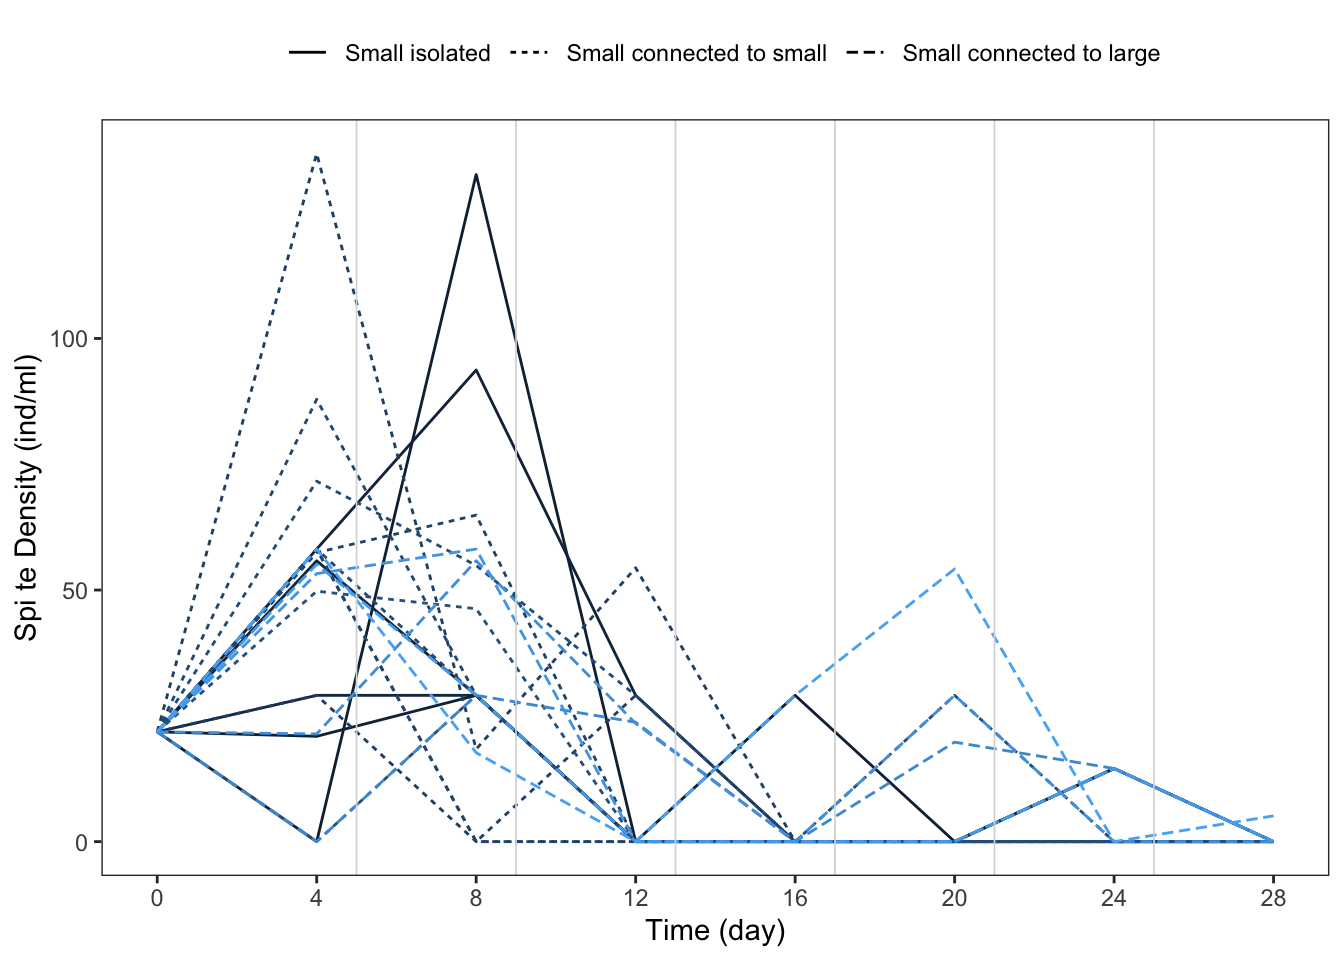 Small isolated Small connected to small Small connected to large
Spi te Density (ind/ml)
100
50
0
0 4 8 12 16 20 24 28
Time (day)